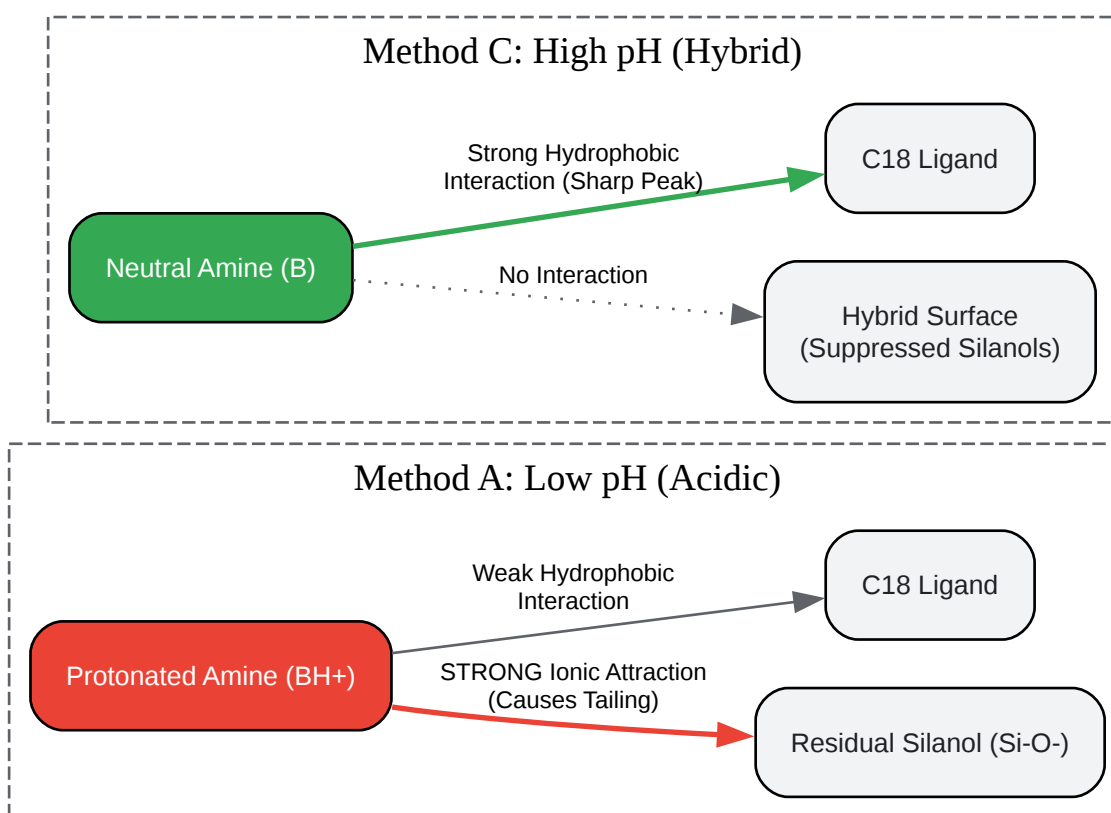 Method C: High pH (Hybrid)
Strong Hydrophobic
Interaction (Sharp Peak)
C18 Ligand
Neutral Amine (B)
No Interaction
Hybrid Surface
(Suppressed Silanols)
Method A: Low pH (Acidic)
Weak Hydrophobic
Interaction
C18 Ligand
Protonated Amine (BH+)
STRONG Ionic Attraction
(Causes Tailing)
Residual Silanol (Si-O-)